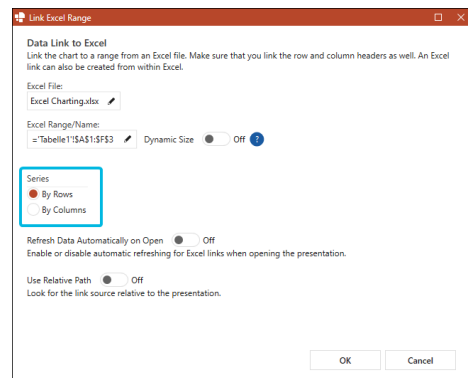 Link Excel Range
Data Link to Excel
Link the chart to a range from an Excel file. Make sure that you link the row and column headers as well. An Excel
link can also be created from within Excel.
Excel File:
Excel Charting.xlsx
Excel Range/Name:
='Tabelle1'!$A$1:$F$3 Dynamic Size Off ?
Series
By Rows
By Columns
Refresh Data Automatically on Open Off
Enable or disable automatic refreshing for Excel links when opening the presentation.
Use Relative Path Off
Look for the link source relative to the presentation.
OK Cancel